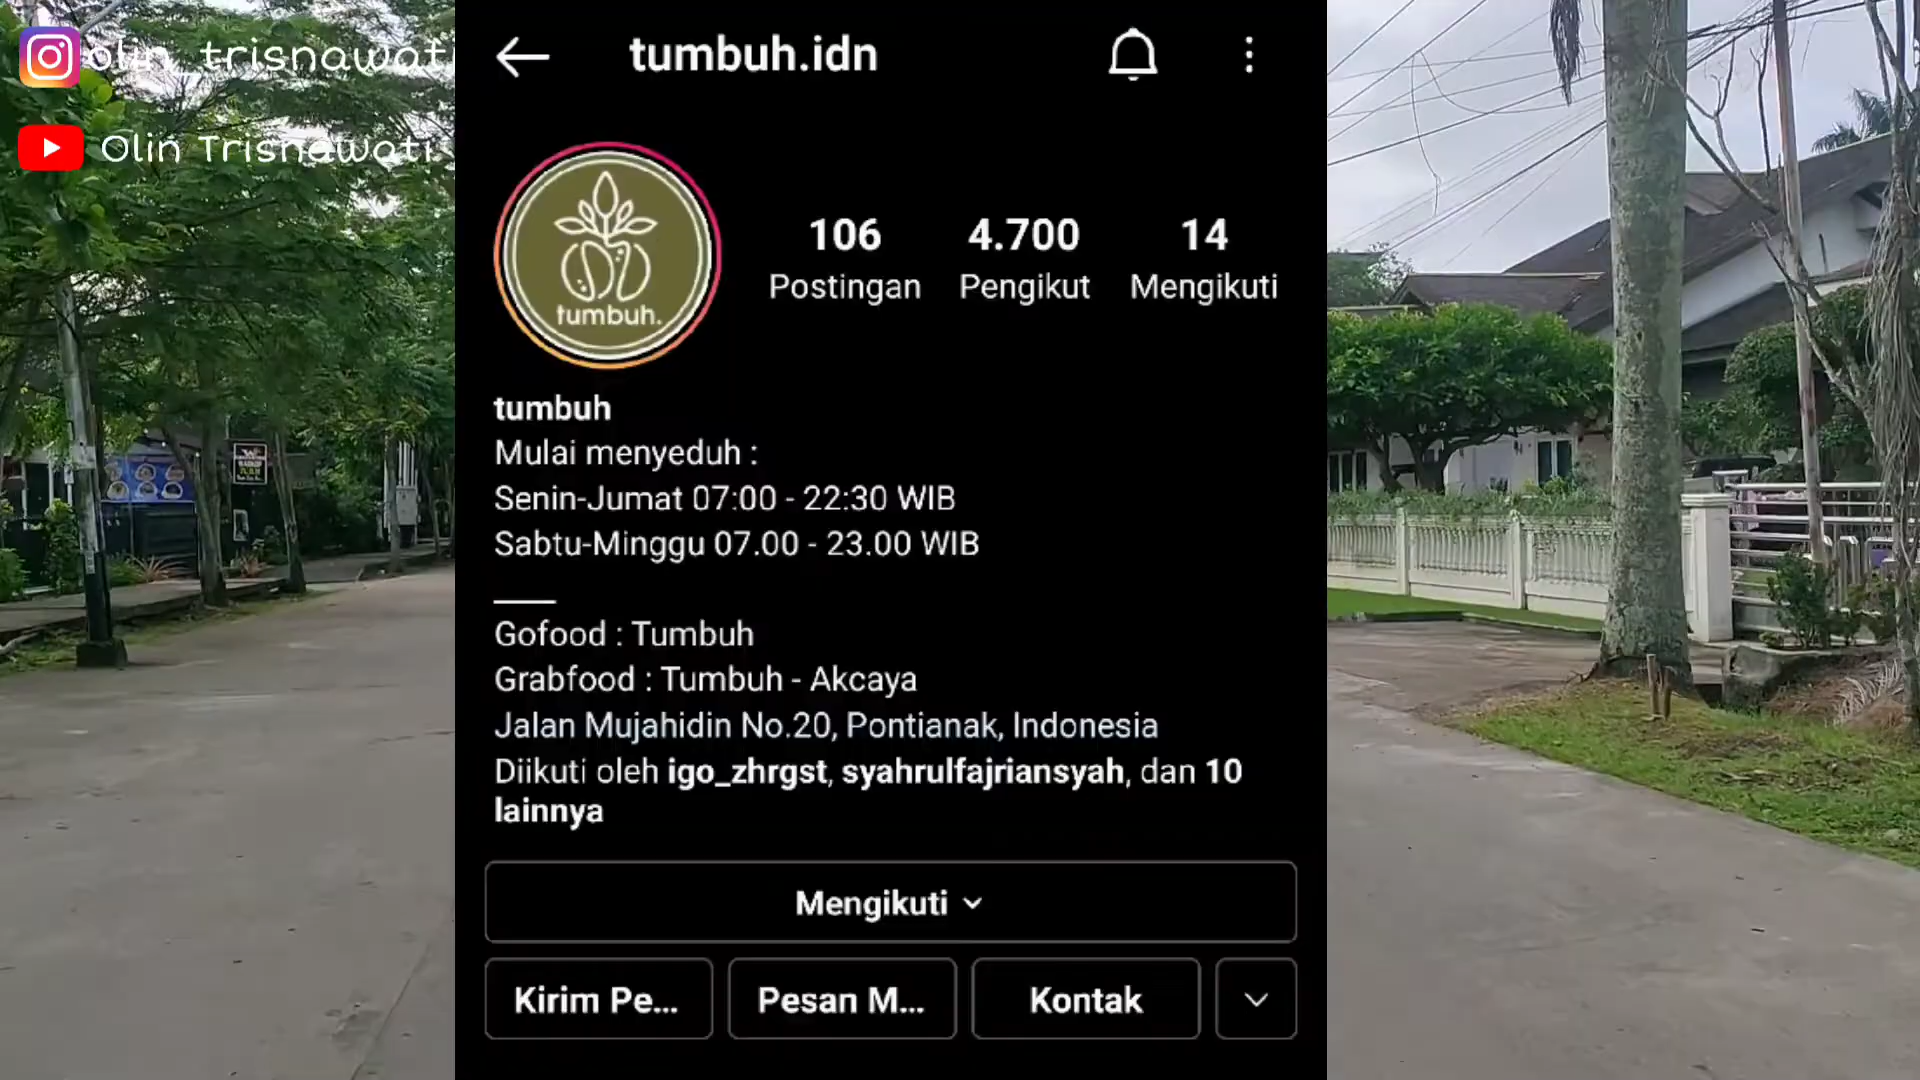 olin_trisnawati
Olin Trisnawati
tumbuh.idn
tumbuh.
106
Postingan
4.700
Pengikut
14
Mengikuti
tumbuh
Mulai menyeduh :
Senin-Jumat 07:00 - 22:30 WIB
Sabtu-Minggu 07.00 - 23.00 WIB
Gofood : Tumbuh
Grabfood : Tumbuh - Akcaya
Jalan Mujahidin No.20, Pontianak, Indonesia
Diikuti oleh igo_zhrgst, syahrulfajriansyah, dan 10
lainnya
Mengikuti
Kirim Pe...
Pesan M...
Kontak